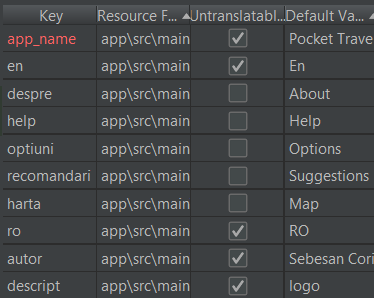 Key Resource F... Untranslatabl... Default Va...
app_name app\src\main Pocket Trave
en app\src\main En
despre app\src\main About
help app\src\main Help
optiuni app\src\main Options
recomandari app\src\main Suggestions
harta app\src\main Map
ro app\src\main RO
autor app\src\main Sebesan Cori
descript app\src\main logo